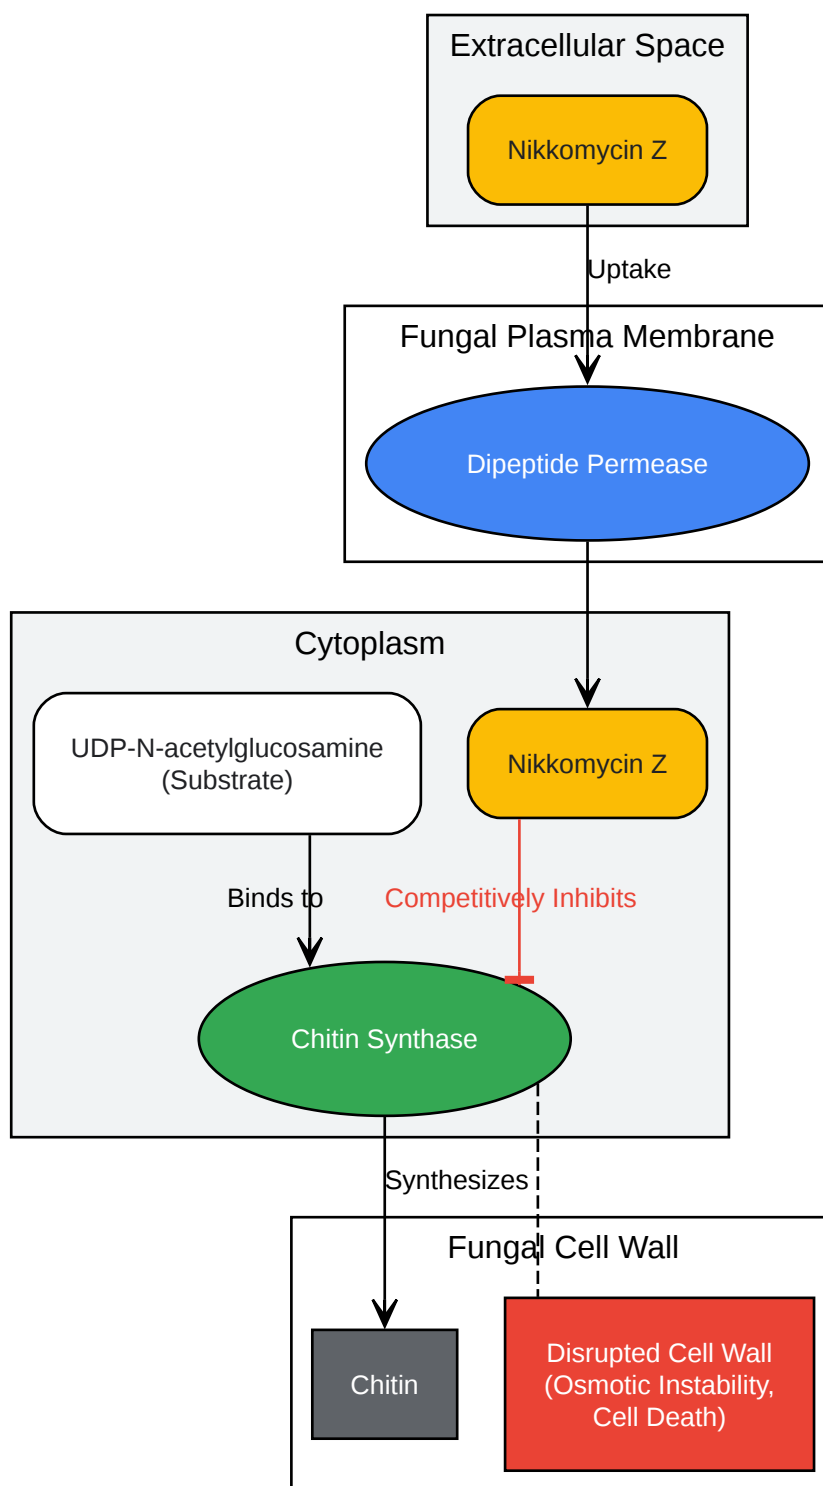 Extracellular Space
Nikkomycin Z
Uptake
Fungal Plasma Membrane
Dipeptide Permease
Cytoplasm
UDP-N-acetylglucosamine
(Substrate)
Nikkomycin Z
Binds to
Competitively Inhibits
Chitin Synthase
Synthesizes
Fungal Cell Wall
Chitin
Disrupted Cell Wall
(Osmotic Instability,
Cell Death)